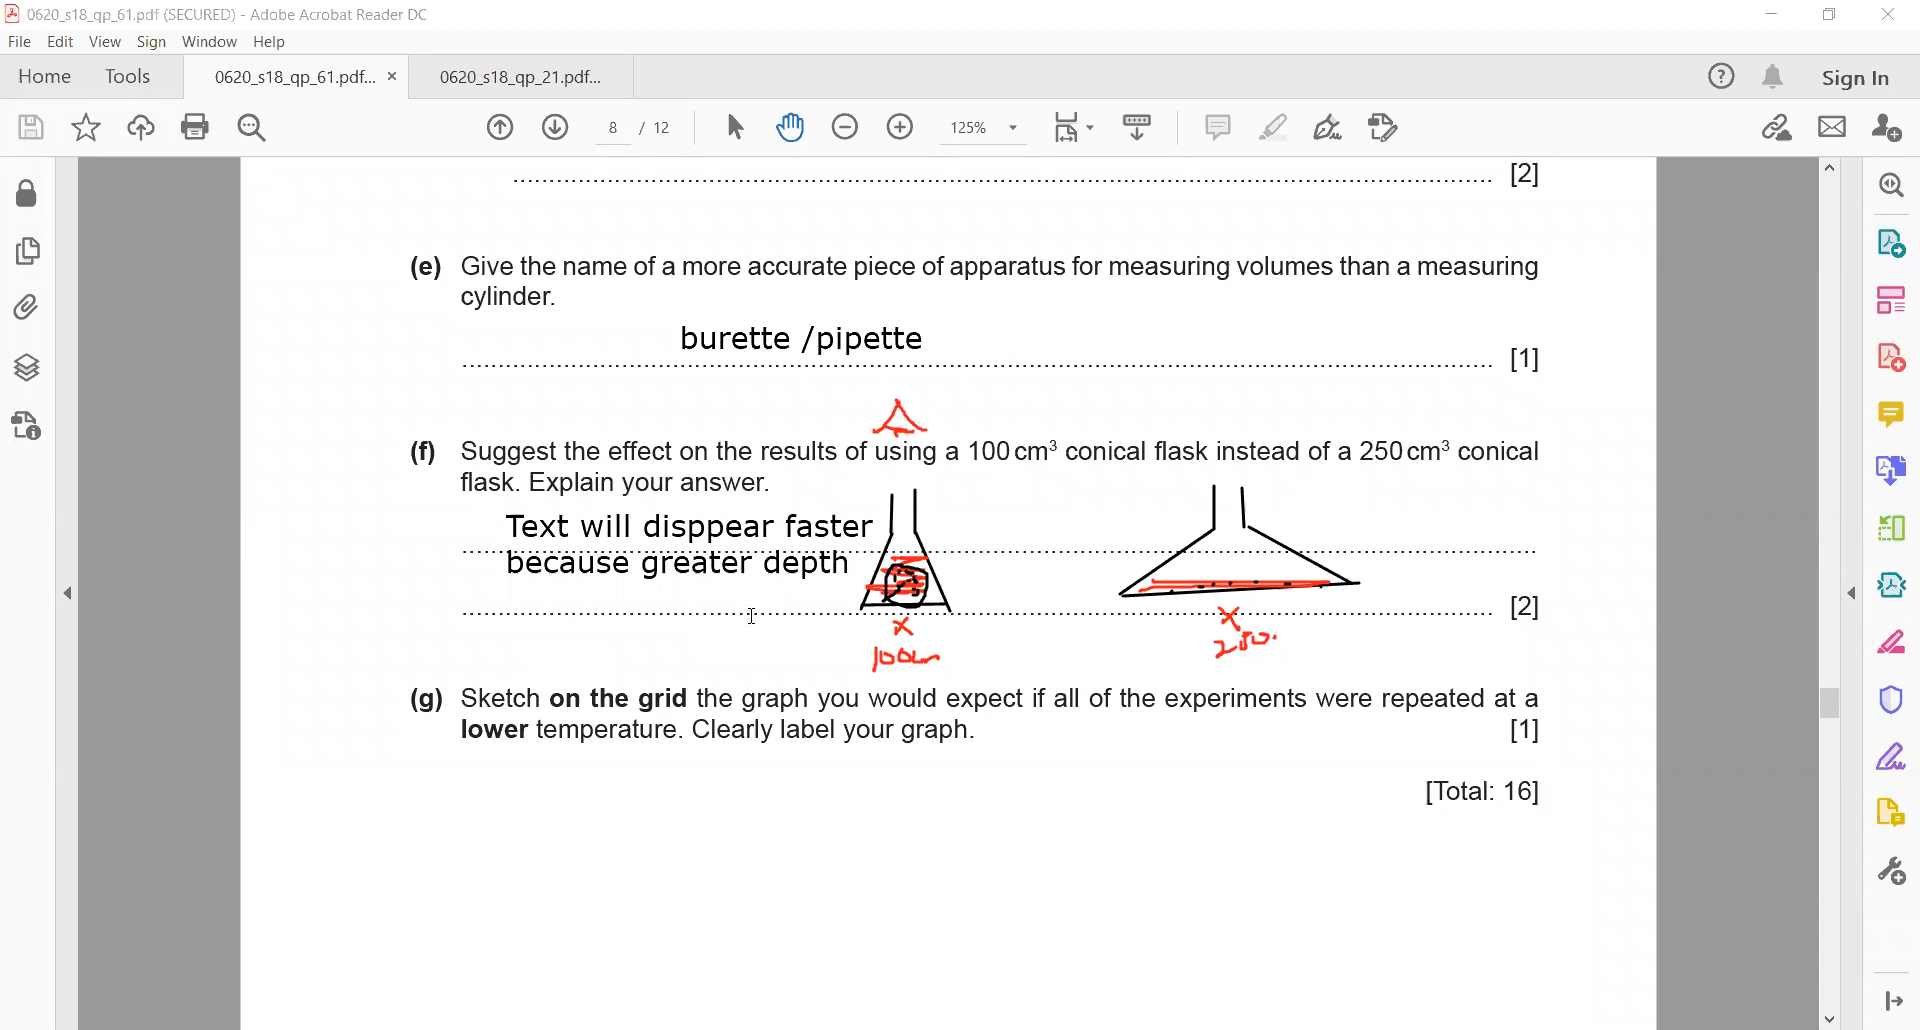 0620_s18_qp_61.pdf (SECURED) - Adobe Acrobat Reader DC
File Edit View Sign Window Help
Home Tools 0620_s18_qp_61.pdf... × 0620_s18_qp_21.pdf... Sign In
8 / 12 125%
[2]
(e) Give the name of a more accurate piece of apparatus for measuring volumes than a measuring
cylinder.
burette /pipette
[1]
(f) Suggest the effect on the results of using a 100 cm³ conical flask instead of a 250 cm³ conical
flask. Explain your answer.
Text will disppear faster
because greater depth
[2]
x
x
250.
(g) Sketch on the grid the graph you would expect if all of the experiments were repeated at a
lower temperature. Clearly label your graph. [1]
[Total: 16]